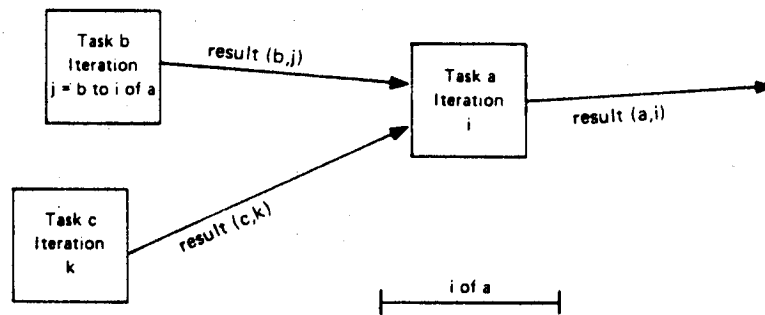 Task b
Iteration
j = b to i of a
result (b,j)
Task a
Iteration
i
result (a,i)
Task c
Iteration
k
result (c,k)
i of a